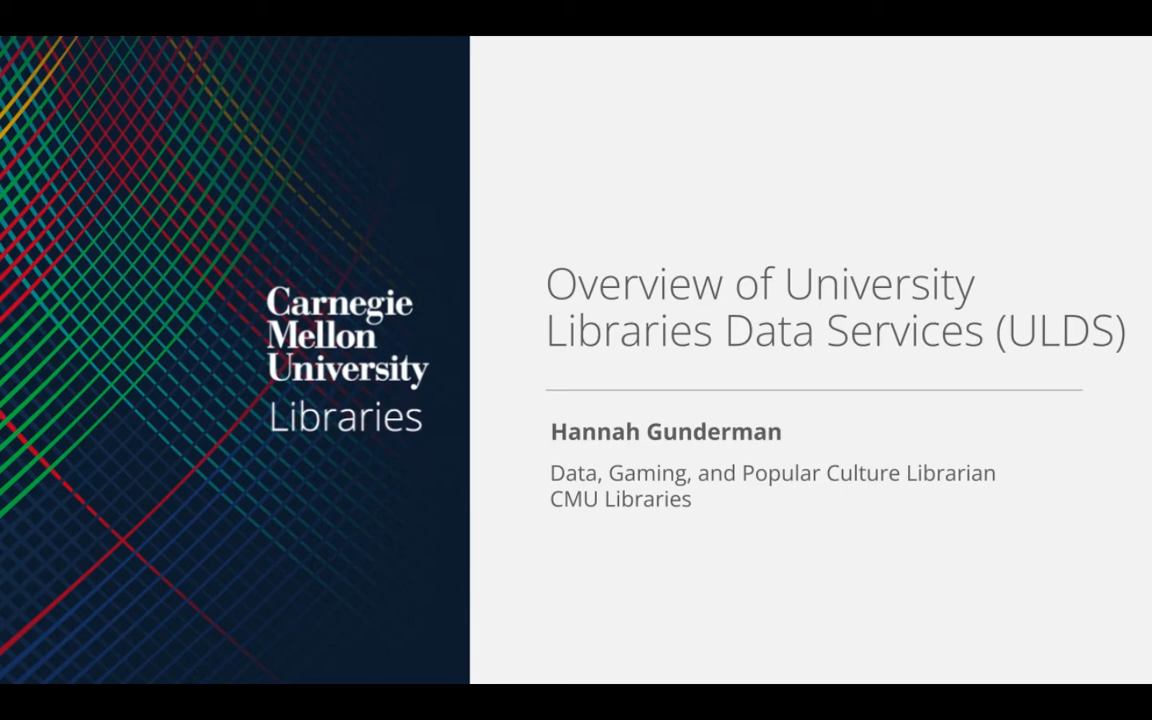 Carnegie
Mellon
University
Libraries
Overview of University
Libraries Data Services (ULDS)
Hannah Gunderman
Data, Gaming, and Popular Culture Librarian
CMU Libraries